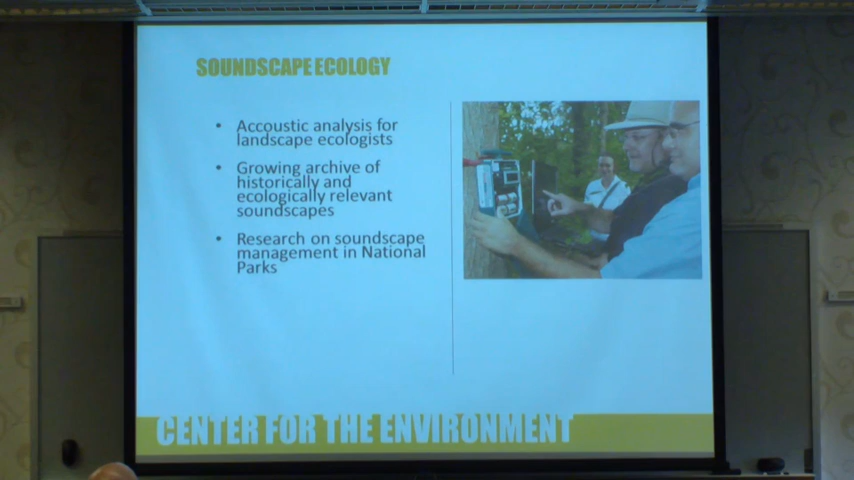 SOUNDSCAPE ECOLOGY
• Accoustic analysis for
landscape ecologists
• Growing archive of
historically and
ecologically relevant
soundscapes
• Research on soundscape
management in National
Parks
CENTER FOR THE ENVIRONMENT